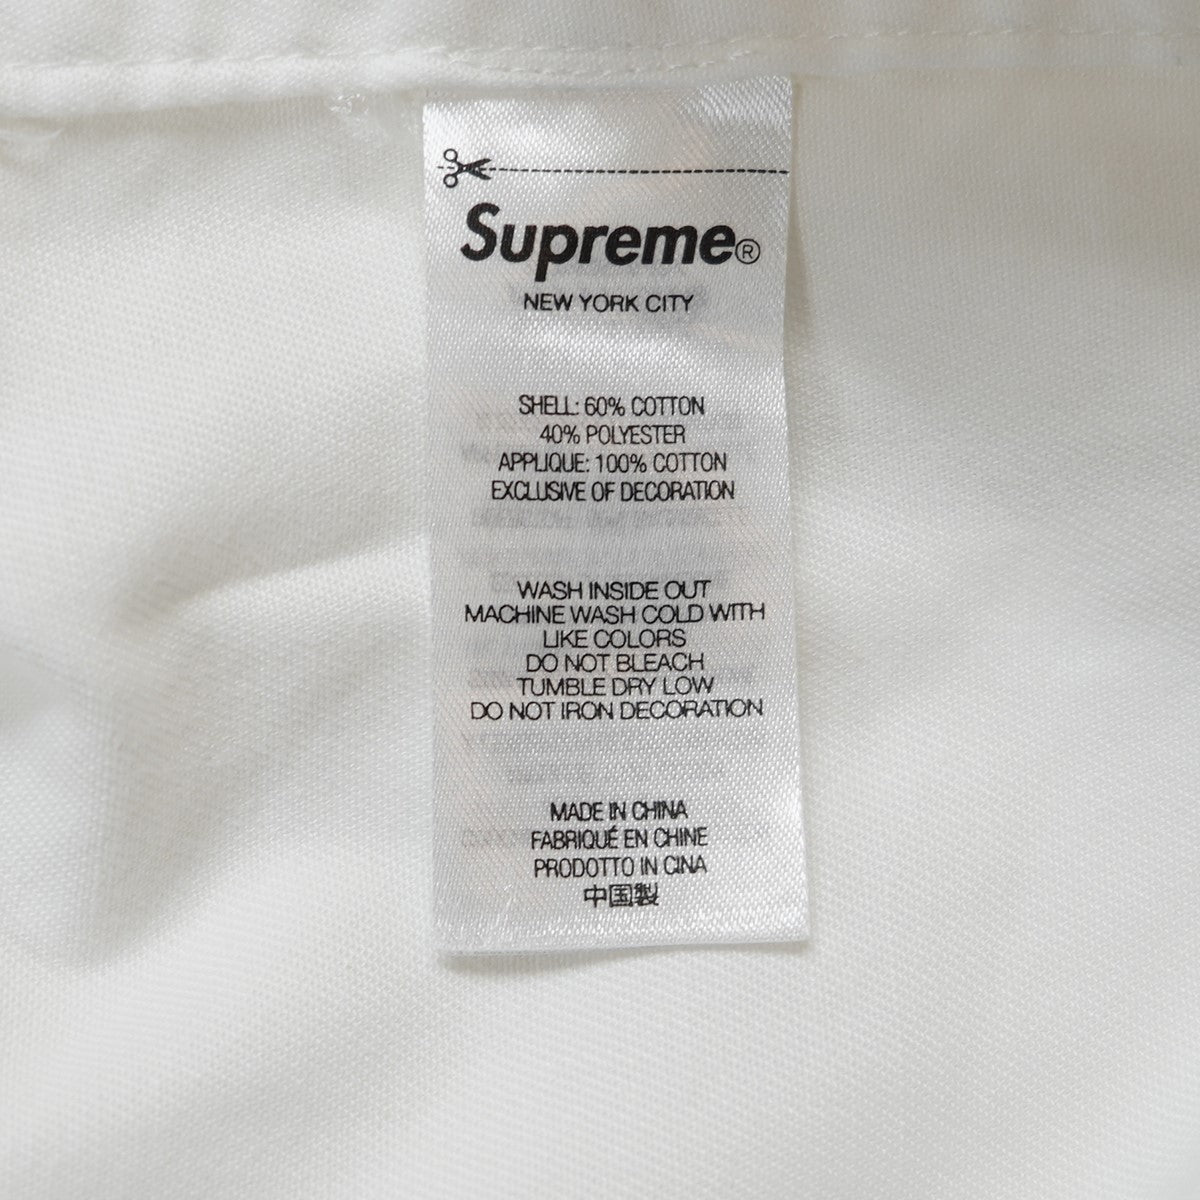 Supreme®
NEW YORK CITY
SHELL: 60% COTTON
40% POLYESTER
APPLIQUE: 100% COTTON
EXCLUSIVE OF DECORATION
WASH INSIDE OUT
MACHINE WASH COLD WITH
LIKE COLORS
DO NOT BLEACH
TUMBLE DRY LOW
DO NOT IRON DECORATION
MADE IN CHINA
FABRIQUÉ EN CHINE
PRODOTTO IN CINA
中国製